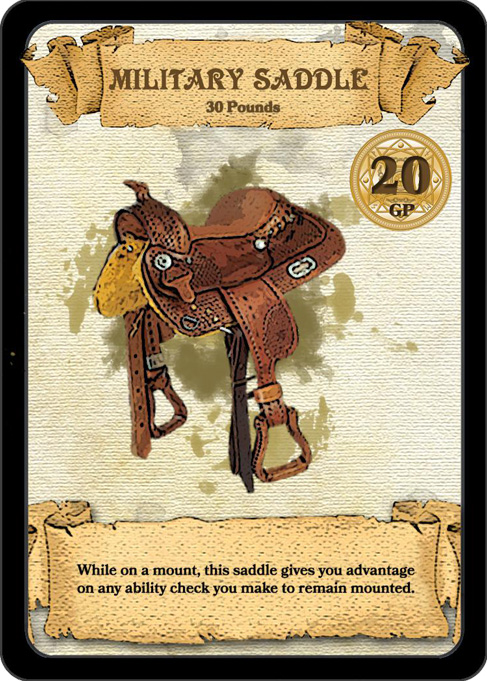 MILITARY SADDLE
30 Pounds
20
GP
While on a mount, this saddle gives you advantage
on any ability check you make to remain mounted.